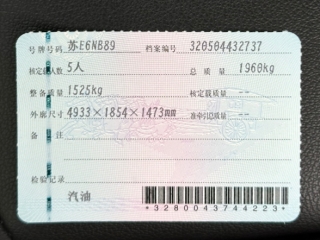 号牌号码 苏E6NB89 档案编号 320504432737
核定载人数 5人 总质量 1960kg
整备质量 1525kg 核定载质量 --
外廓尺寸 4933×1854×1473mm 准牵引总质量 --
备注
检验记录
汽油
*3280043744223*